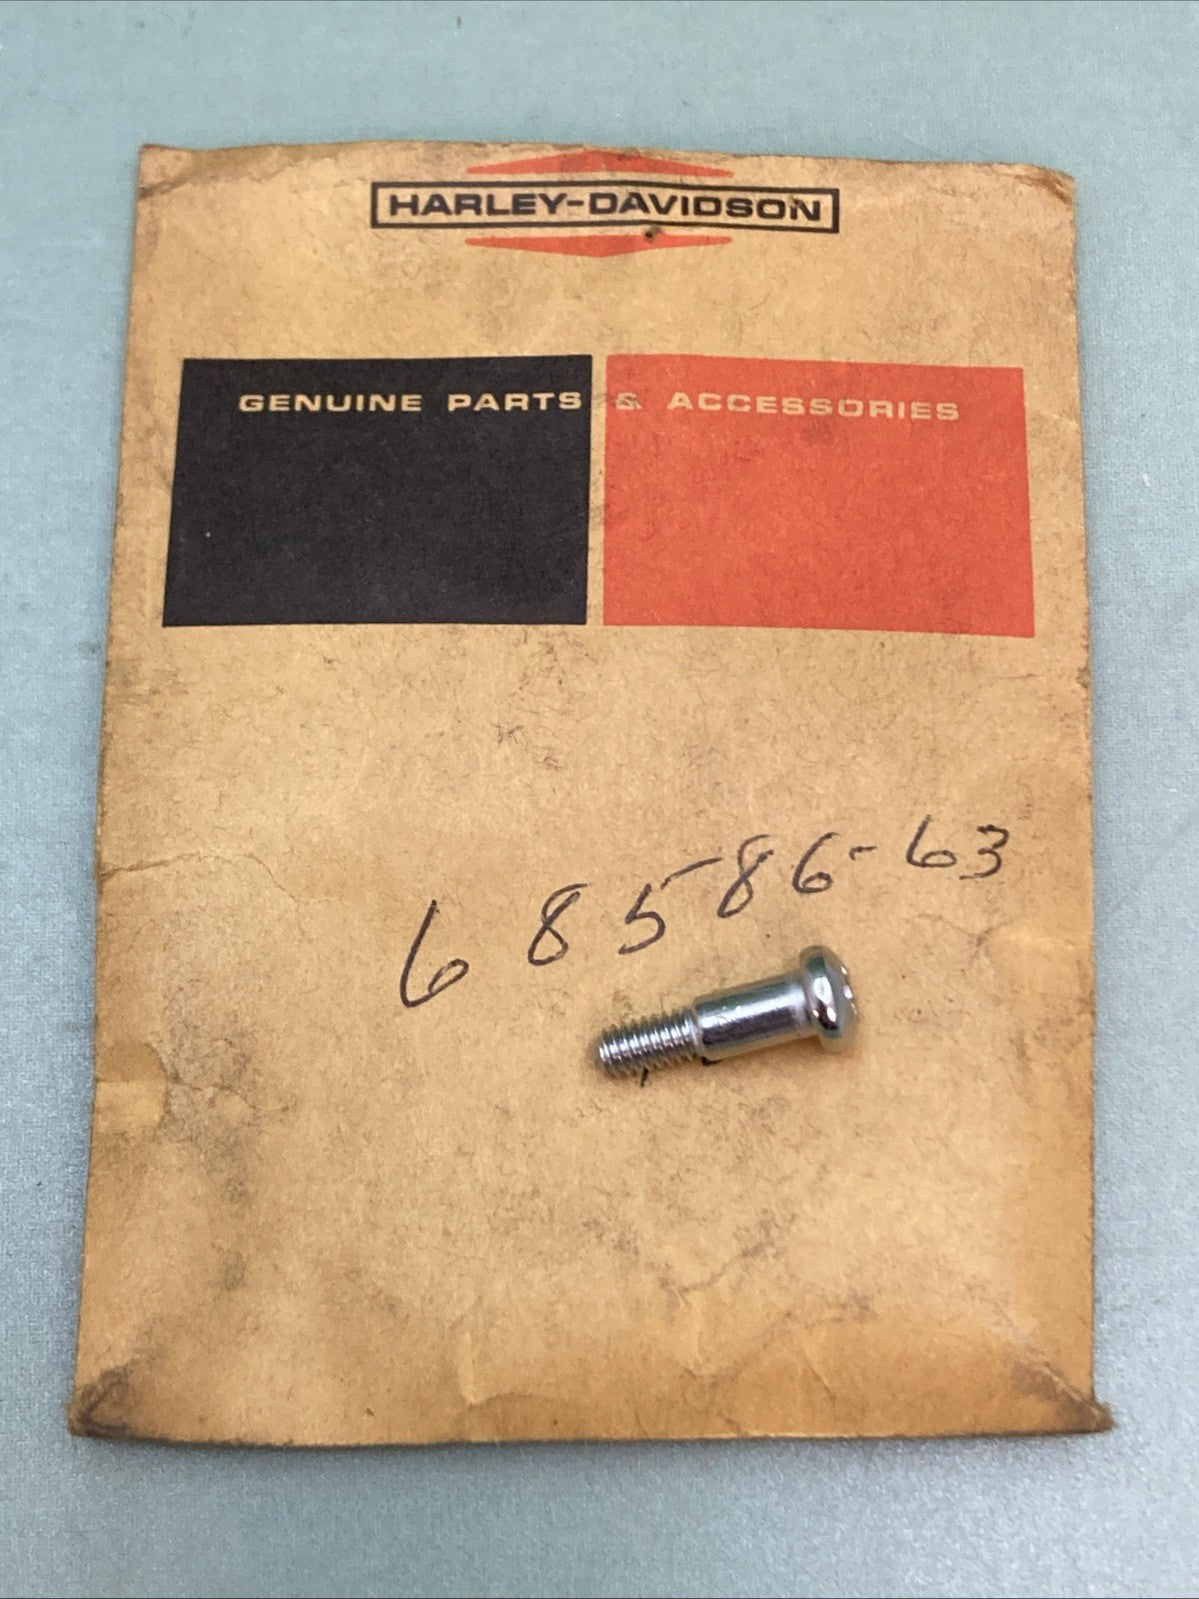 HARLEY-DAVIDSON
GENUINE PARTS & ACCESSORIES
68586-63